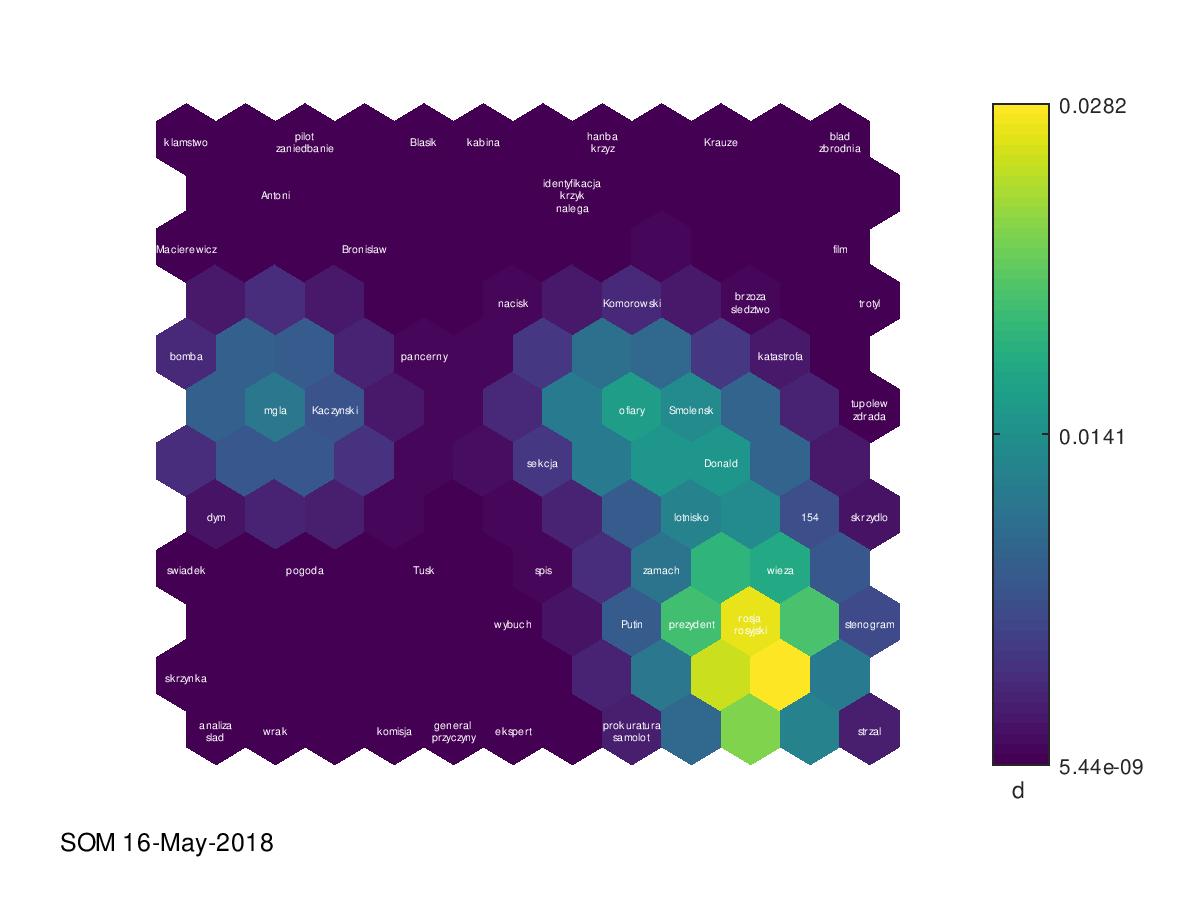 0.0282
klamstwo
pilot
zaniedbanie
Blasik
kabina
hanba
krzyz
Krauze
blad
zbrodnia
Antoni
identyfikacja
krzyk
nalega
Macierewicz
Bronislaw
film
nacisk
Komorowski
brzoza
sledztwo
trotyl
bomba
pancerny
katastrofa
mgla
Kaczynski
ofiary
Smolensk
tupolew
zdrada
0.0141
sekcja
Donald
dym
lotnisko
154
skrzydlo
swiadek
pogoda
Tusk
spis
zamach
wieza
wybuch
Putin
prezydent
rosja
rosyjski
stenogram
skrzynka
analiza
slad
wrak
komisja
general
przyczyny
ekspert
prokuratura
samolot
strzal
5.44e-09
d
SOM 16-May-2018